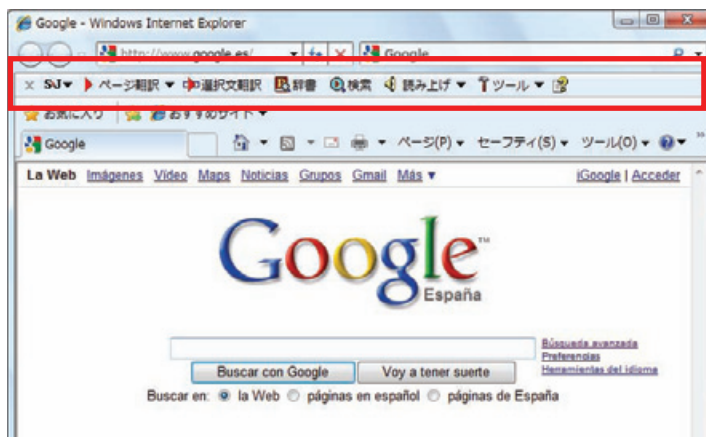 Google - Windows Internet Explorer
http://www.google.es/ Google
x SJ▼ ページ翻訳 ▼ 選択文翻訳 辞書 検索 読み上げ ▼ ツール ▼
お気に入り おすすめサイト ▼
Google ページ(P) ▼ セーフティ(S) ▼ ツール(O) ▼ »
La Web Imágenes Vídeo Maps Noticias Grupos Gmail Más ▼ iGoogle | Acceder
Google™
España
Búsqueda avanzada
Preferencias
Buscar con Google Voy a tener suerte Herramientas del idioma
Buscar en: la Web páginas en español páginas de España